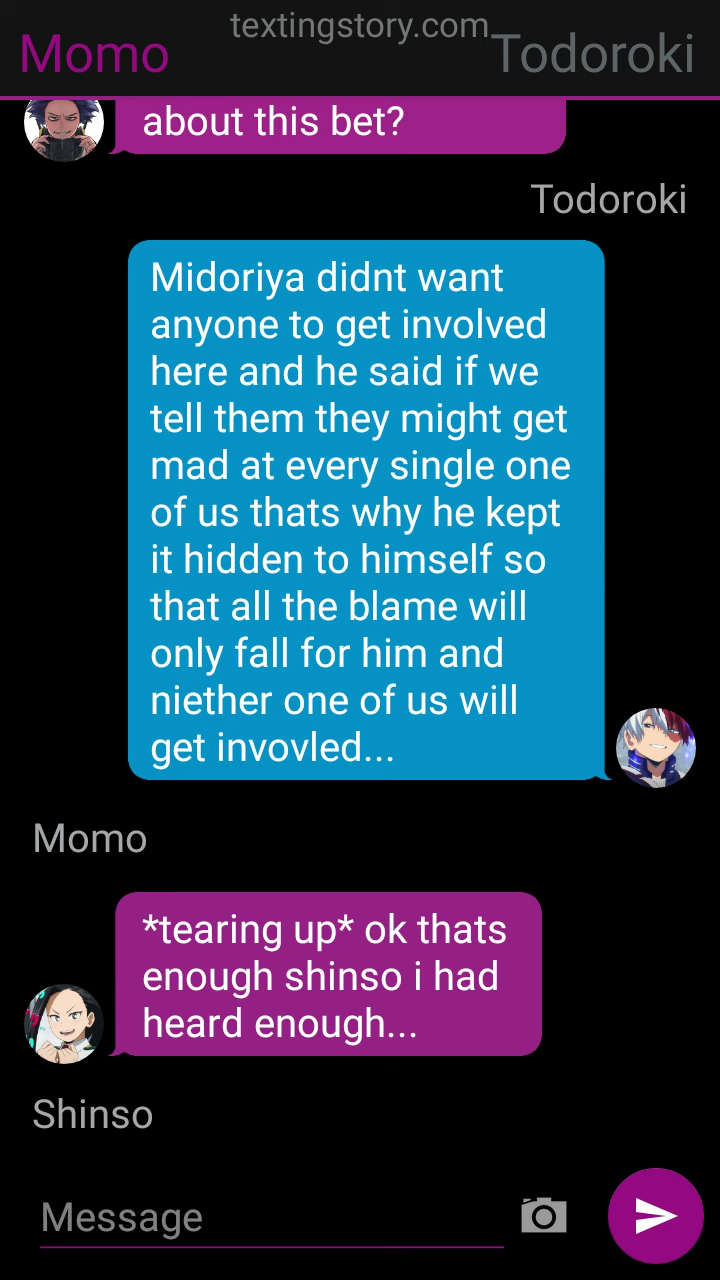 textingstory.com
Momo
Todoroki
about this bet?
Todoroki
Midoriya didnt want
anyone to get involved
here and he said if we
tell them they might get
mad at every single one
of us thats why he kept
it hidden to himself so
that all the blame will
only fall for him and
niether one of us will
get invovled...
Momo
*tearing up* ok thats
enough shinso i had
heard enough...
Shinso
Message